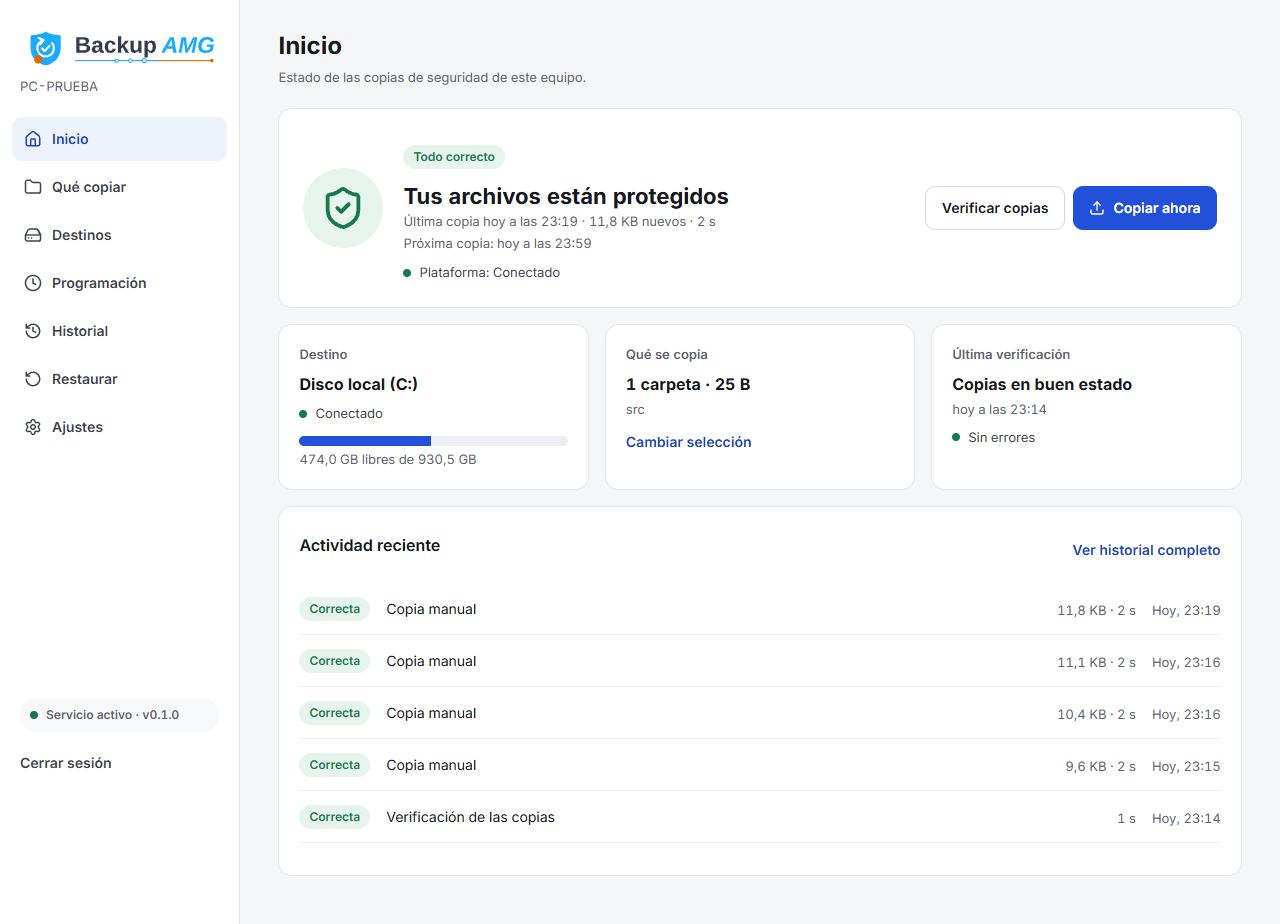 Backup AMG
PC-PRUEBA
Inicio
Qué copiar
Destinos
Programación
Historial
Restaurar
Ajustes
Servicio activo · v0.1.0
Cerrar sesión
Inicio
Estado de las copias de seguridad de este equipo.
Todo correcto
Tus archivos están protegidos
Última copia hoy a las 23:19 · 11,8 KB nuevos · 2 s
Próxima copia: hoy a las 23:59
Plataforma: Conectado
Verificar copias
Copiar ahora
Destino
Disco local (C:)
Conectado
474,0 GB libres de 930,5 GB
Qué se copia
1 carpeta · 25 B
src
Cambiar selección
Última verificación
Copias en buen estado
hoy a las 23:14
Sin errores
Actividad reciente
Ver historial completo
Correcta Copia manual 11,8 KB · 2 s Hoy, 23:19
Correcta Copia manual 11,1 KB · 2 s Hoy, 23:16
Correcta Copia manual 10,4 KB · 2 s Hoy, 23:16
Correcta Copia manual 9,6 KB · 2 s Hoy, 23:15
Correcta Verificación de las copias 1 s Hoy, 23:14